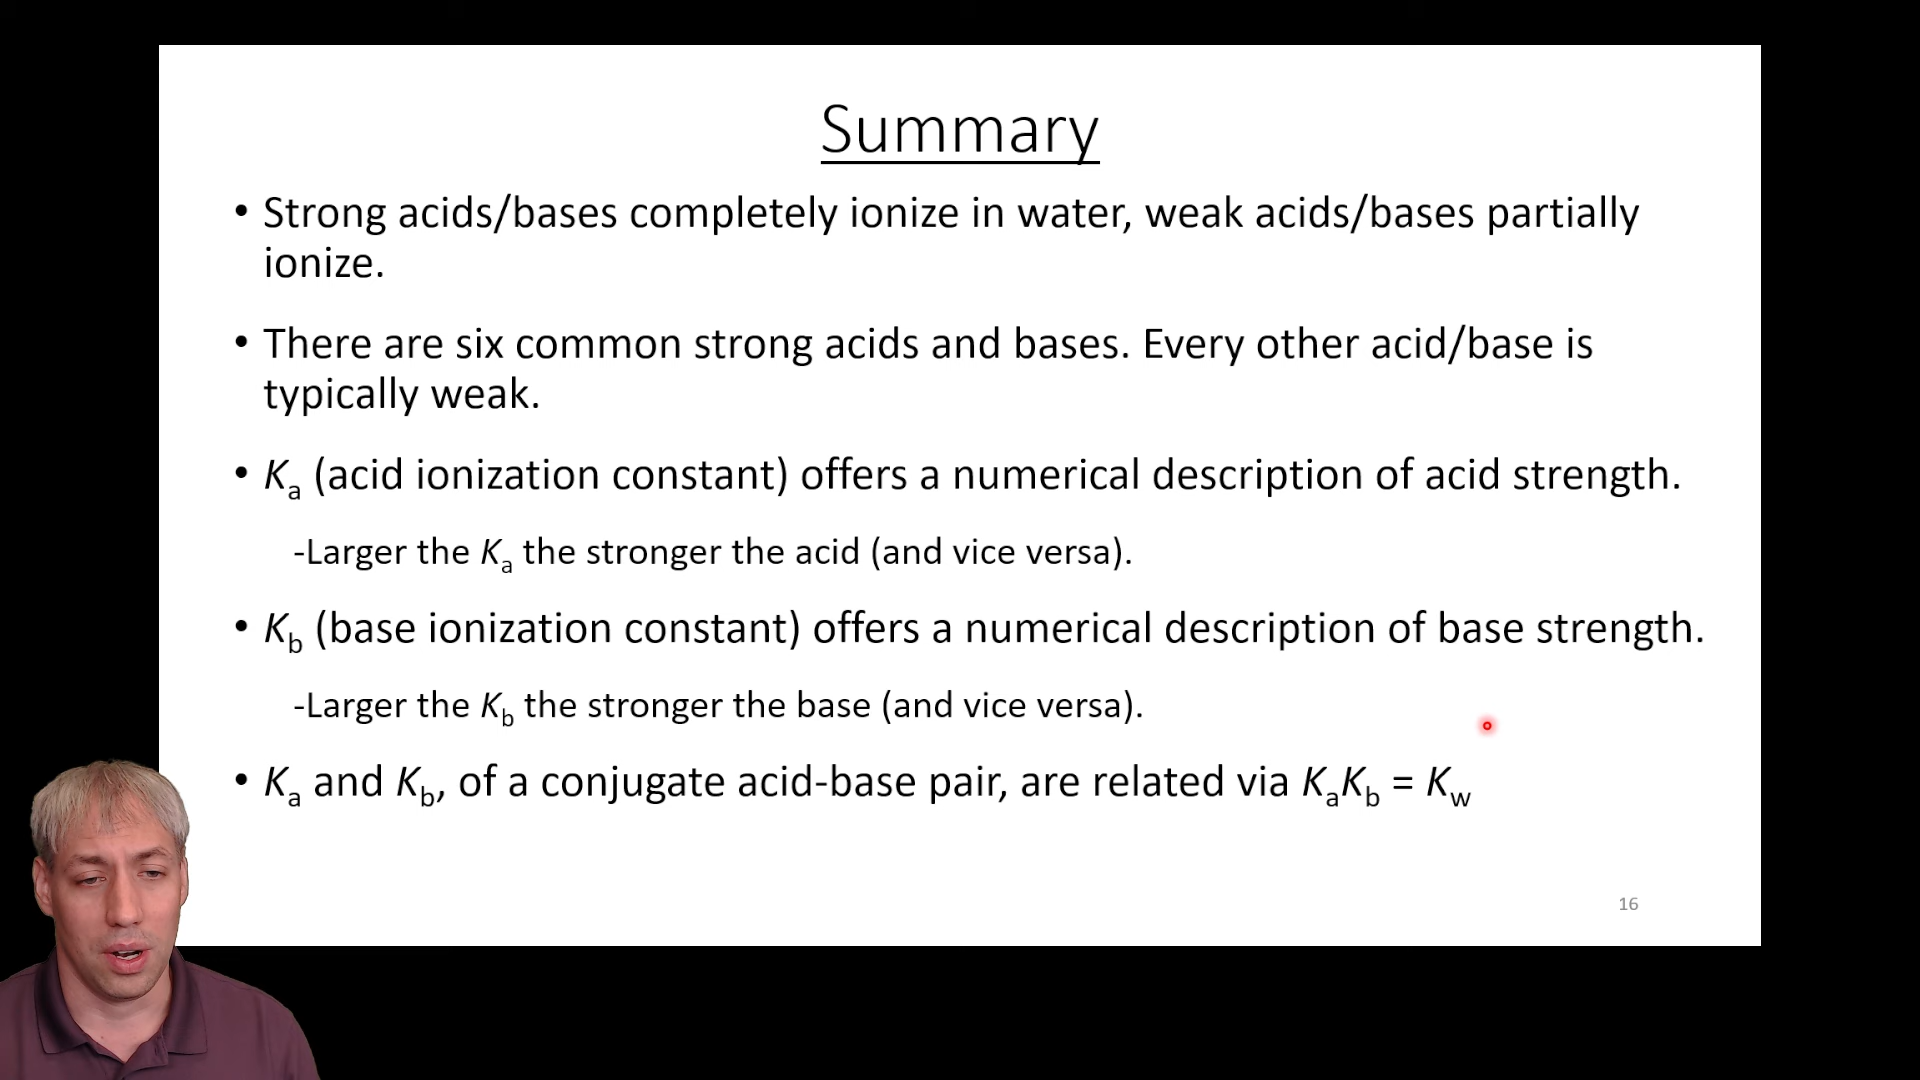 Summary
• Strong acids/bases completely ionize in water, weak acids/bases partially
ionize.
• There are six common strong acids and bases. Every other acid/base is
typically weak.
• Ka (acid ionization constant) offers a numerical description of acid strength.
-Larger the Ka the stronger the acid (and vice versa).
• Kb (base ionization constant) offers a numerical description of base strength.
-Larger the Kb the stronger the base (and vice versa).
• Ka and Kb, of a conjugate acid-base pair, are related via KaKb = Kw
16